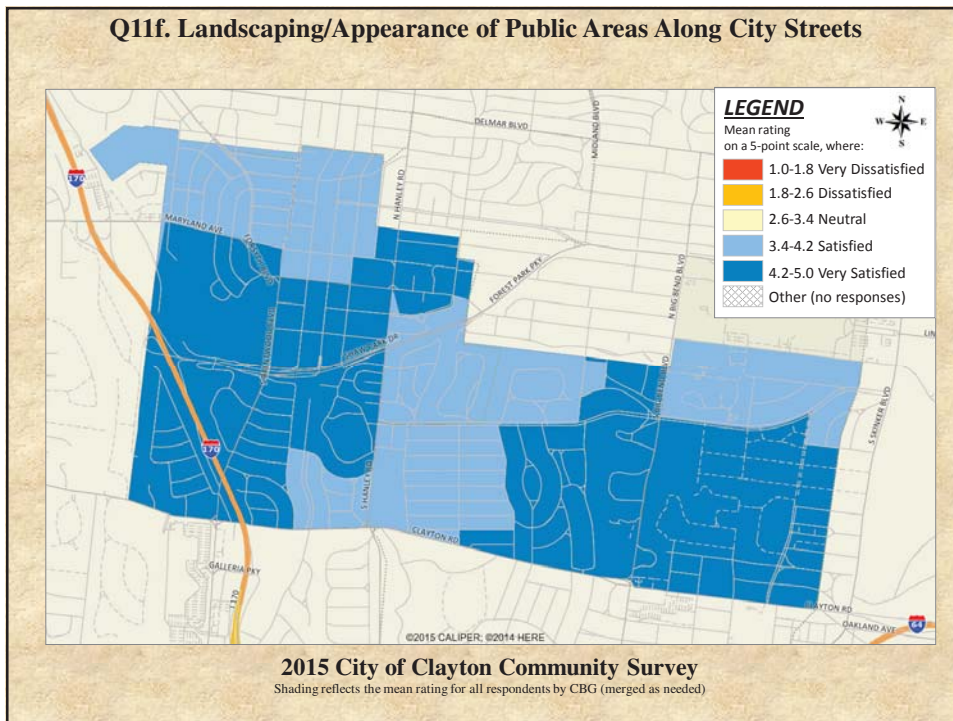 Q11f. Landscaping/Appearance of Public Areas Along City Streets
LEGEND
Mean rating
on a 5-point scale, where:
1.0-1.8 Very Dissatisfied
1.8-2.6 Dissatisfied
2.6-3.4 Neutral
3.4-4.2 Satisfied
4.2-5.0 Very Satisfied
Other (no responses)
N
W E
S
DELMAR BLVD
MIDLAND BLVD
170
N HANLEY RD
MARYLAND AVE
FOREST PARK PKY
N BIG BEND BLVD
LIN
S SKINKER BLVD
170
S HANLEY RD
CLAYTON RD
GALLERIA PKY
I 170
CLAYTON RD
OAKLAND AVE
64
©2015 CALIPER; ©2014 HERE
2015 City of Clayton Community Survey
Shading reflects the mean rating for all respondents by CBG (merged as needed)